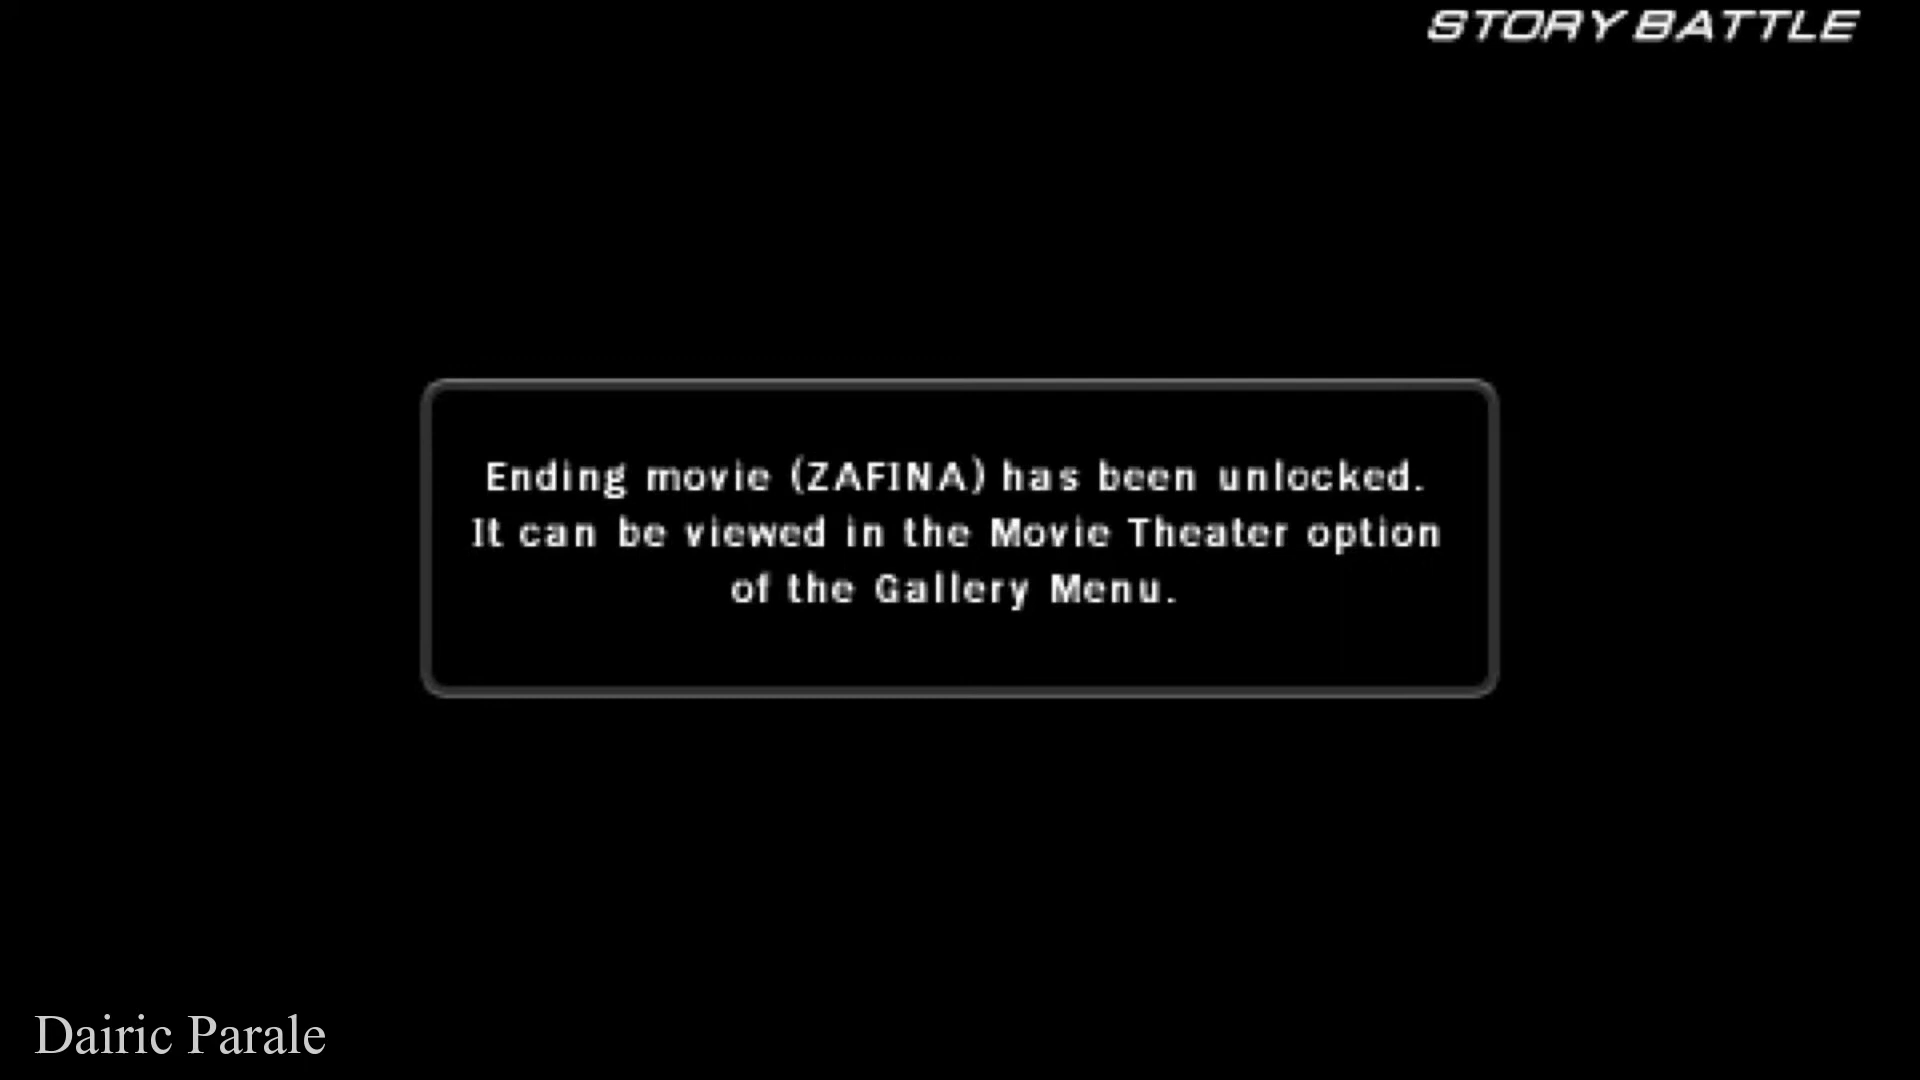 STORY BATTLE
Ending movie (ZAFINA) has been unlocked.
It can be viewed in the Movie Theater option
of the Gallery Menu.
Dairic Parale